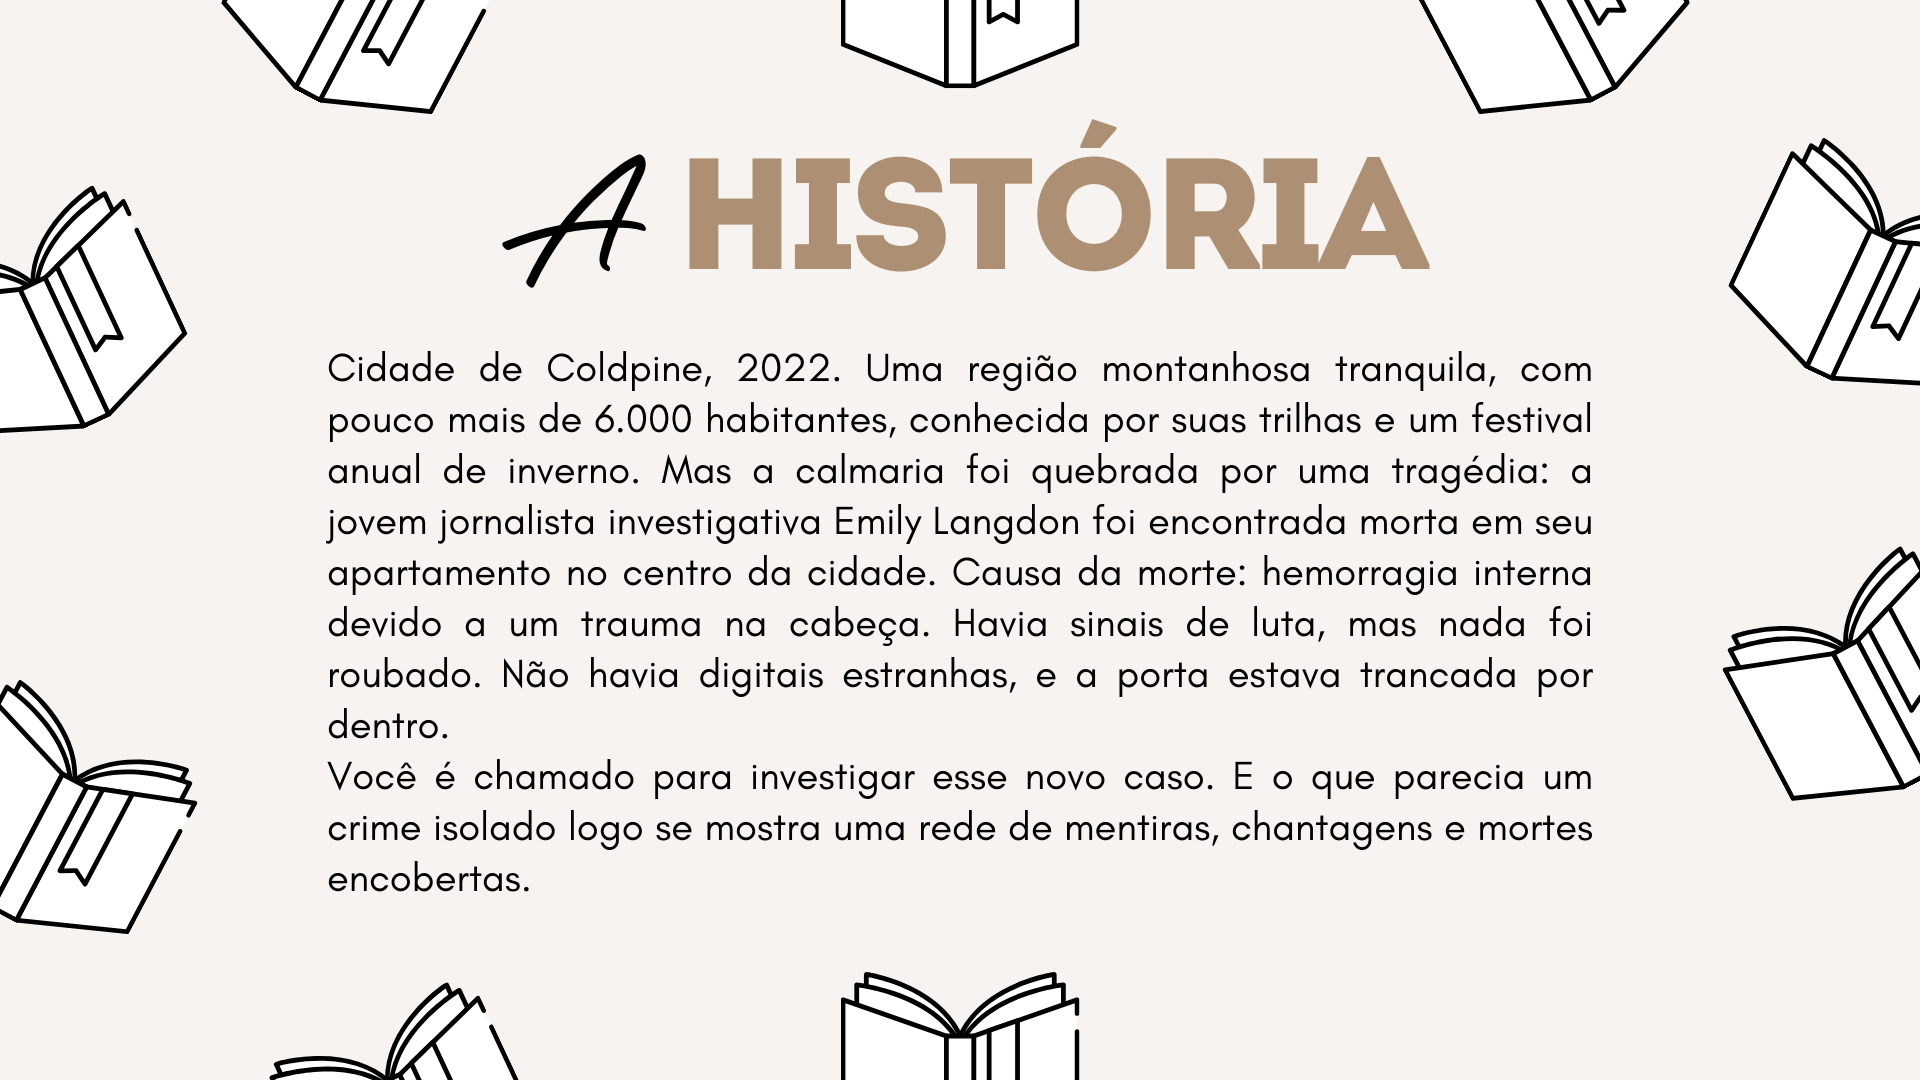 A HISTÓRIA
Cidade de Coldpine, 2022. Uma região montanhosa tranquila, com
pouco mais de 6.000 habitantes, conhecida por suas trilhas e um festival
anual de inverno. Mas a calmaria foi quebrada por uma tragédia: a
jovem jornalista investigativa Emily Langdon foi encontrada morta em seu
apartamento no centro da cidade. Causa da morte: hemorragia interna
devido a um trauma na cabeça. Havia sinais de luta, mas nada foi
roubado. Não havia digitais estranhas, e a porta estava trancada por
dentro.
Você é chamado para investigar esse novo caso. E o que parecia um
crime isolado logo se mostra uma rede de mentiras, chantagens e mortes
encobertas.